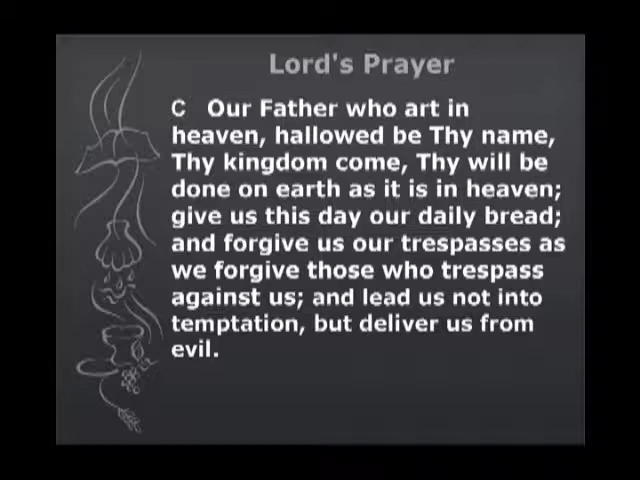 Lord's Prayer
C Our Father who art in
heaven, hallowed be Thy name,
Thy kingdom come, Thy will be
done on earth as it is in heaven;
give us this day our daily bread;
and forgive us our trespasses as
we forgive those who trespass
against us; and lead us not into
temptation, but deliver us from
evil.